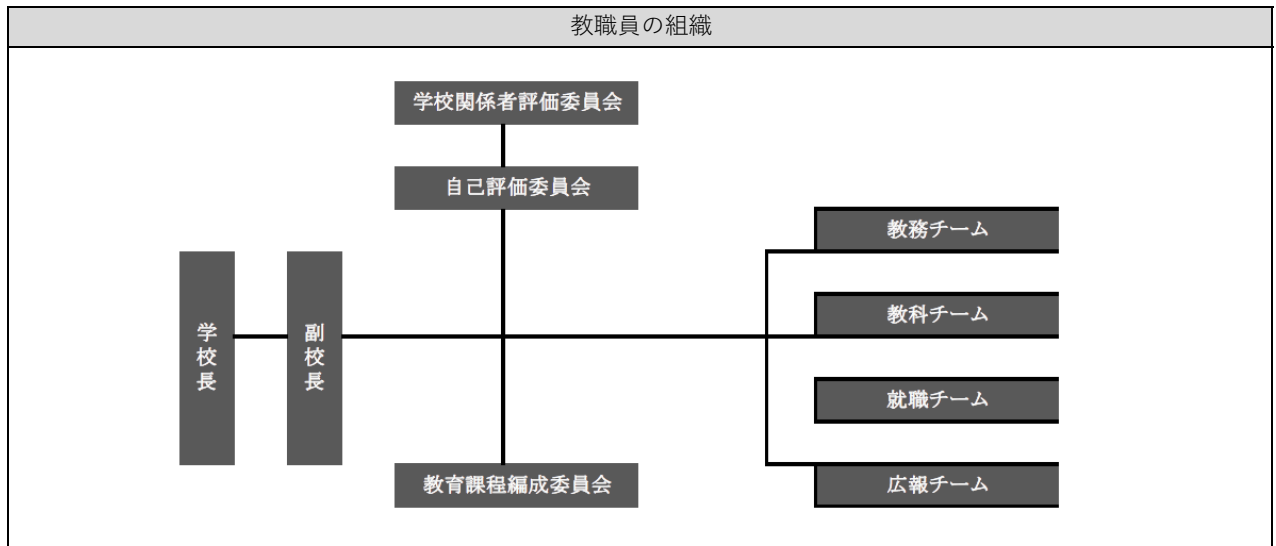 教職員の組織
学校関係者評価委員会
自己評価委員会
学校長
副校長
教務チーム
教科チーム
就職チーム
広報チーム
教育課程編成委員会